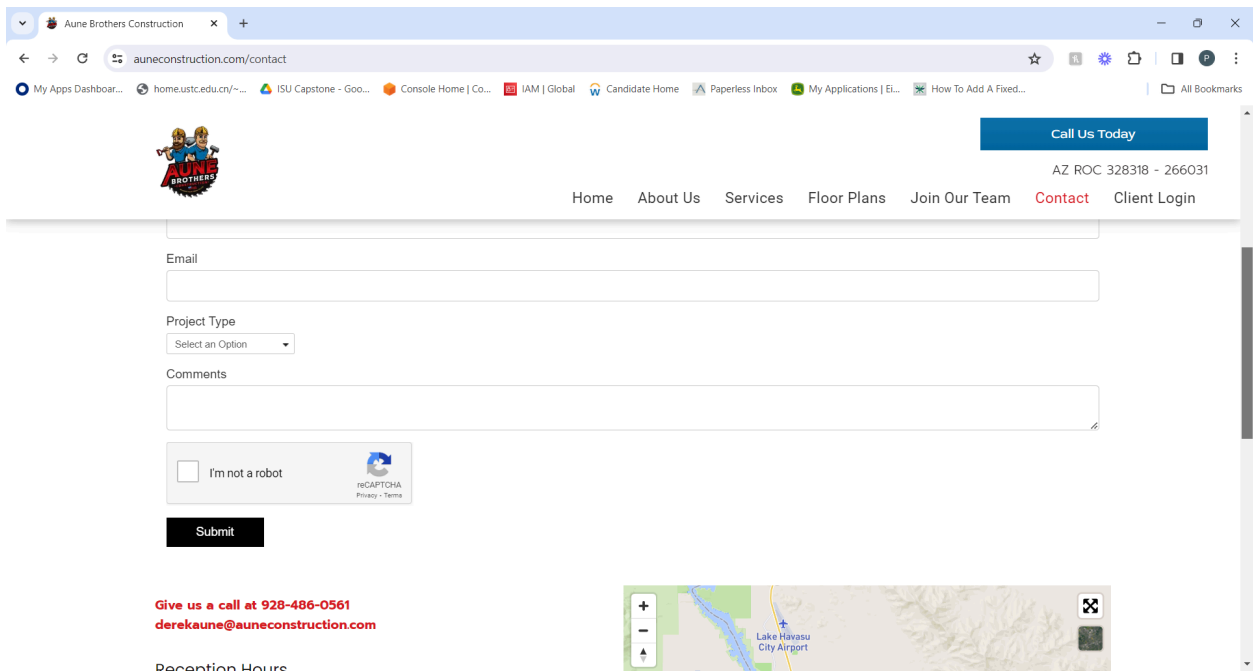 Aune Brothers Construction
auneconstruction.com/contact
P
My Apps Dashboar...
home.ustc.edu.cn/~...
ISU Capstone - Goo...
Console Home | Co...
IAM | Global
Candidate Home
Paperless Inbox
My Applications | Ei...
How To Add A Fixed...
All Bookmarks
AUNE
BROTHERS
Call Us Today
AZ ROC 328318 - 266031
Home About Us Services Floor Plans Join Our Team Contact Client Login
Email
Project Type
Select an Option
Comments
I'm not a robot
reCAPTCHA
Privacy - Terms
Submit
Give us a call at 928-486-0561
derekaune@auneconstruction.com
Reception Hours
Lake Havasu
City Airport